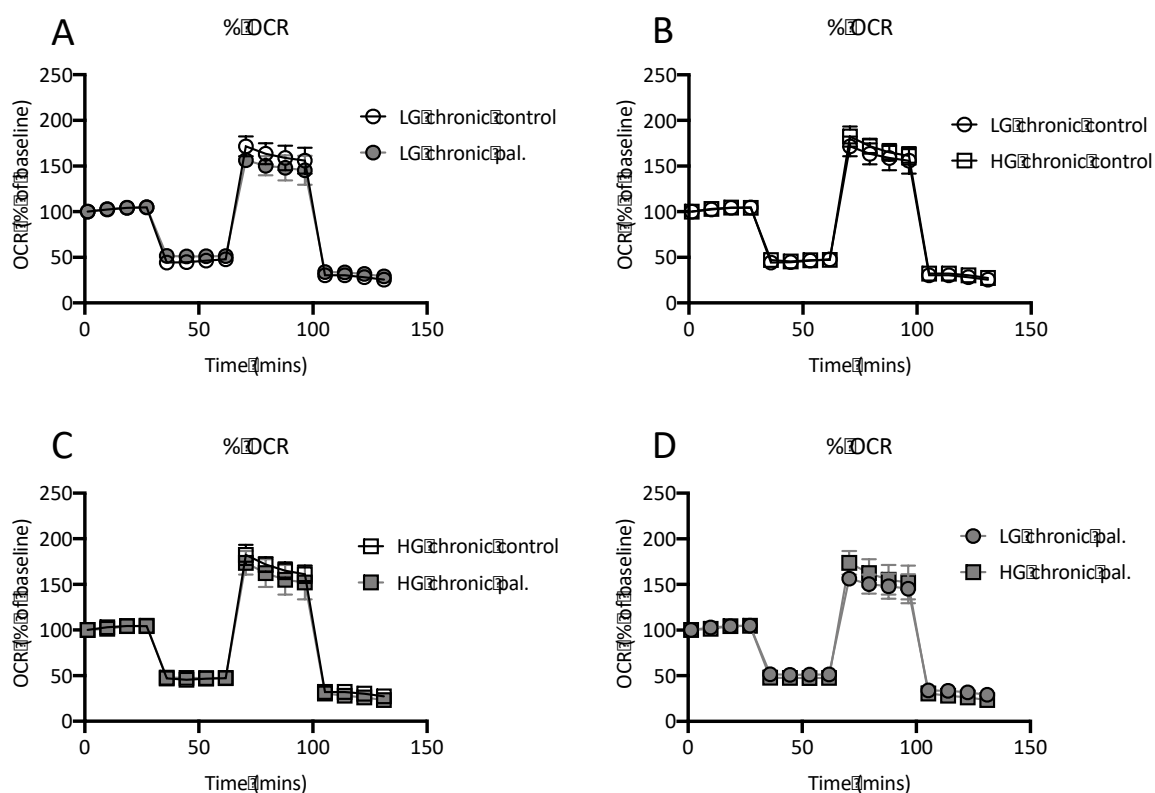 A
% OCR
OCR (% of baseline)
250
200
150
100
50
0
0 50 100 150
Time (mins)
LG chronic control
LG chronic pal.
B
% OCR
OCR (% of baseline)
250
200
150
100
50
0
0 50 100 150
Time (mins)
LG chronic control
HG chronic control
C
% OCR
OCR (% of baseline)
250
200
150
100
50
0
0 50 100 150
Time (mins)
HG chronic control
HG chronic pal.
D
% OCR
OCR (% of baseline)
250
200
150
100
50
0
0 50 100 150
Time (mins)
LG chronic pal.
HG chronic pal.